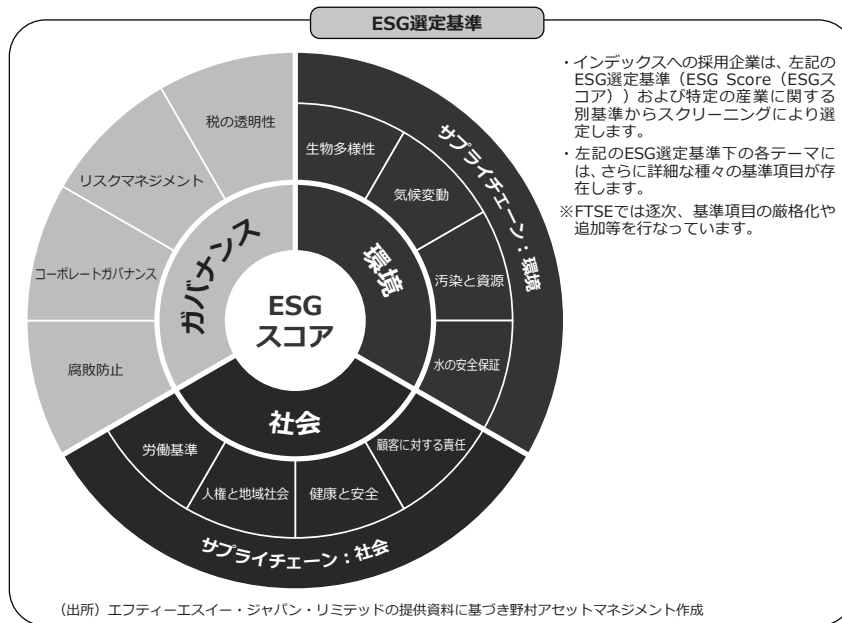 ESG選定基準
税の透明性
リスクマネジメント
コーポレートガバナンス
腐敗防止
ガバナンス
ESG
スコア
環境
社会
生物多様性
気候変動
汚染と資源
水の安全保証
サプライチェーン：環境
労働基準
人権と地域社会
健康と安全
顧客に対する責任
サプライチェーン：社会
・インデックスへの採用企業は、左記の
ESG選定基準（ESG Score（ESGス
コア））および特定の産業に関する
別基準からスクリーニングにより選
定します。
・左記のESG選定基準下の各テーマに
は、さらに詳細な種々の基準項目が存
在します。
※FTSEでは逐次、基準項目の厳格化や
追加等を行なっています。
（出所）エフティーエスイー・ジャパン・リミテッドの提供資料に基づき野村アセットマネジメント作成